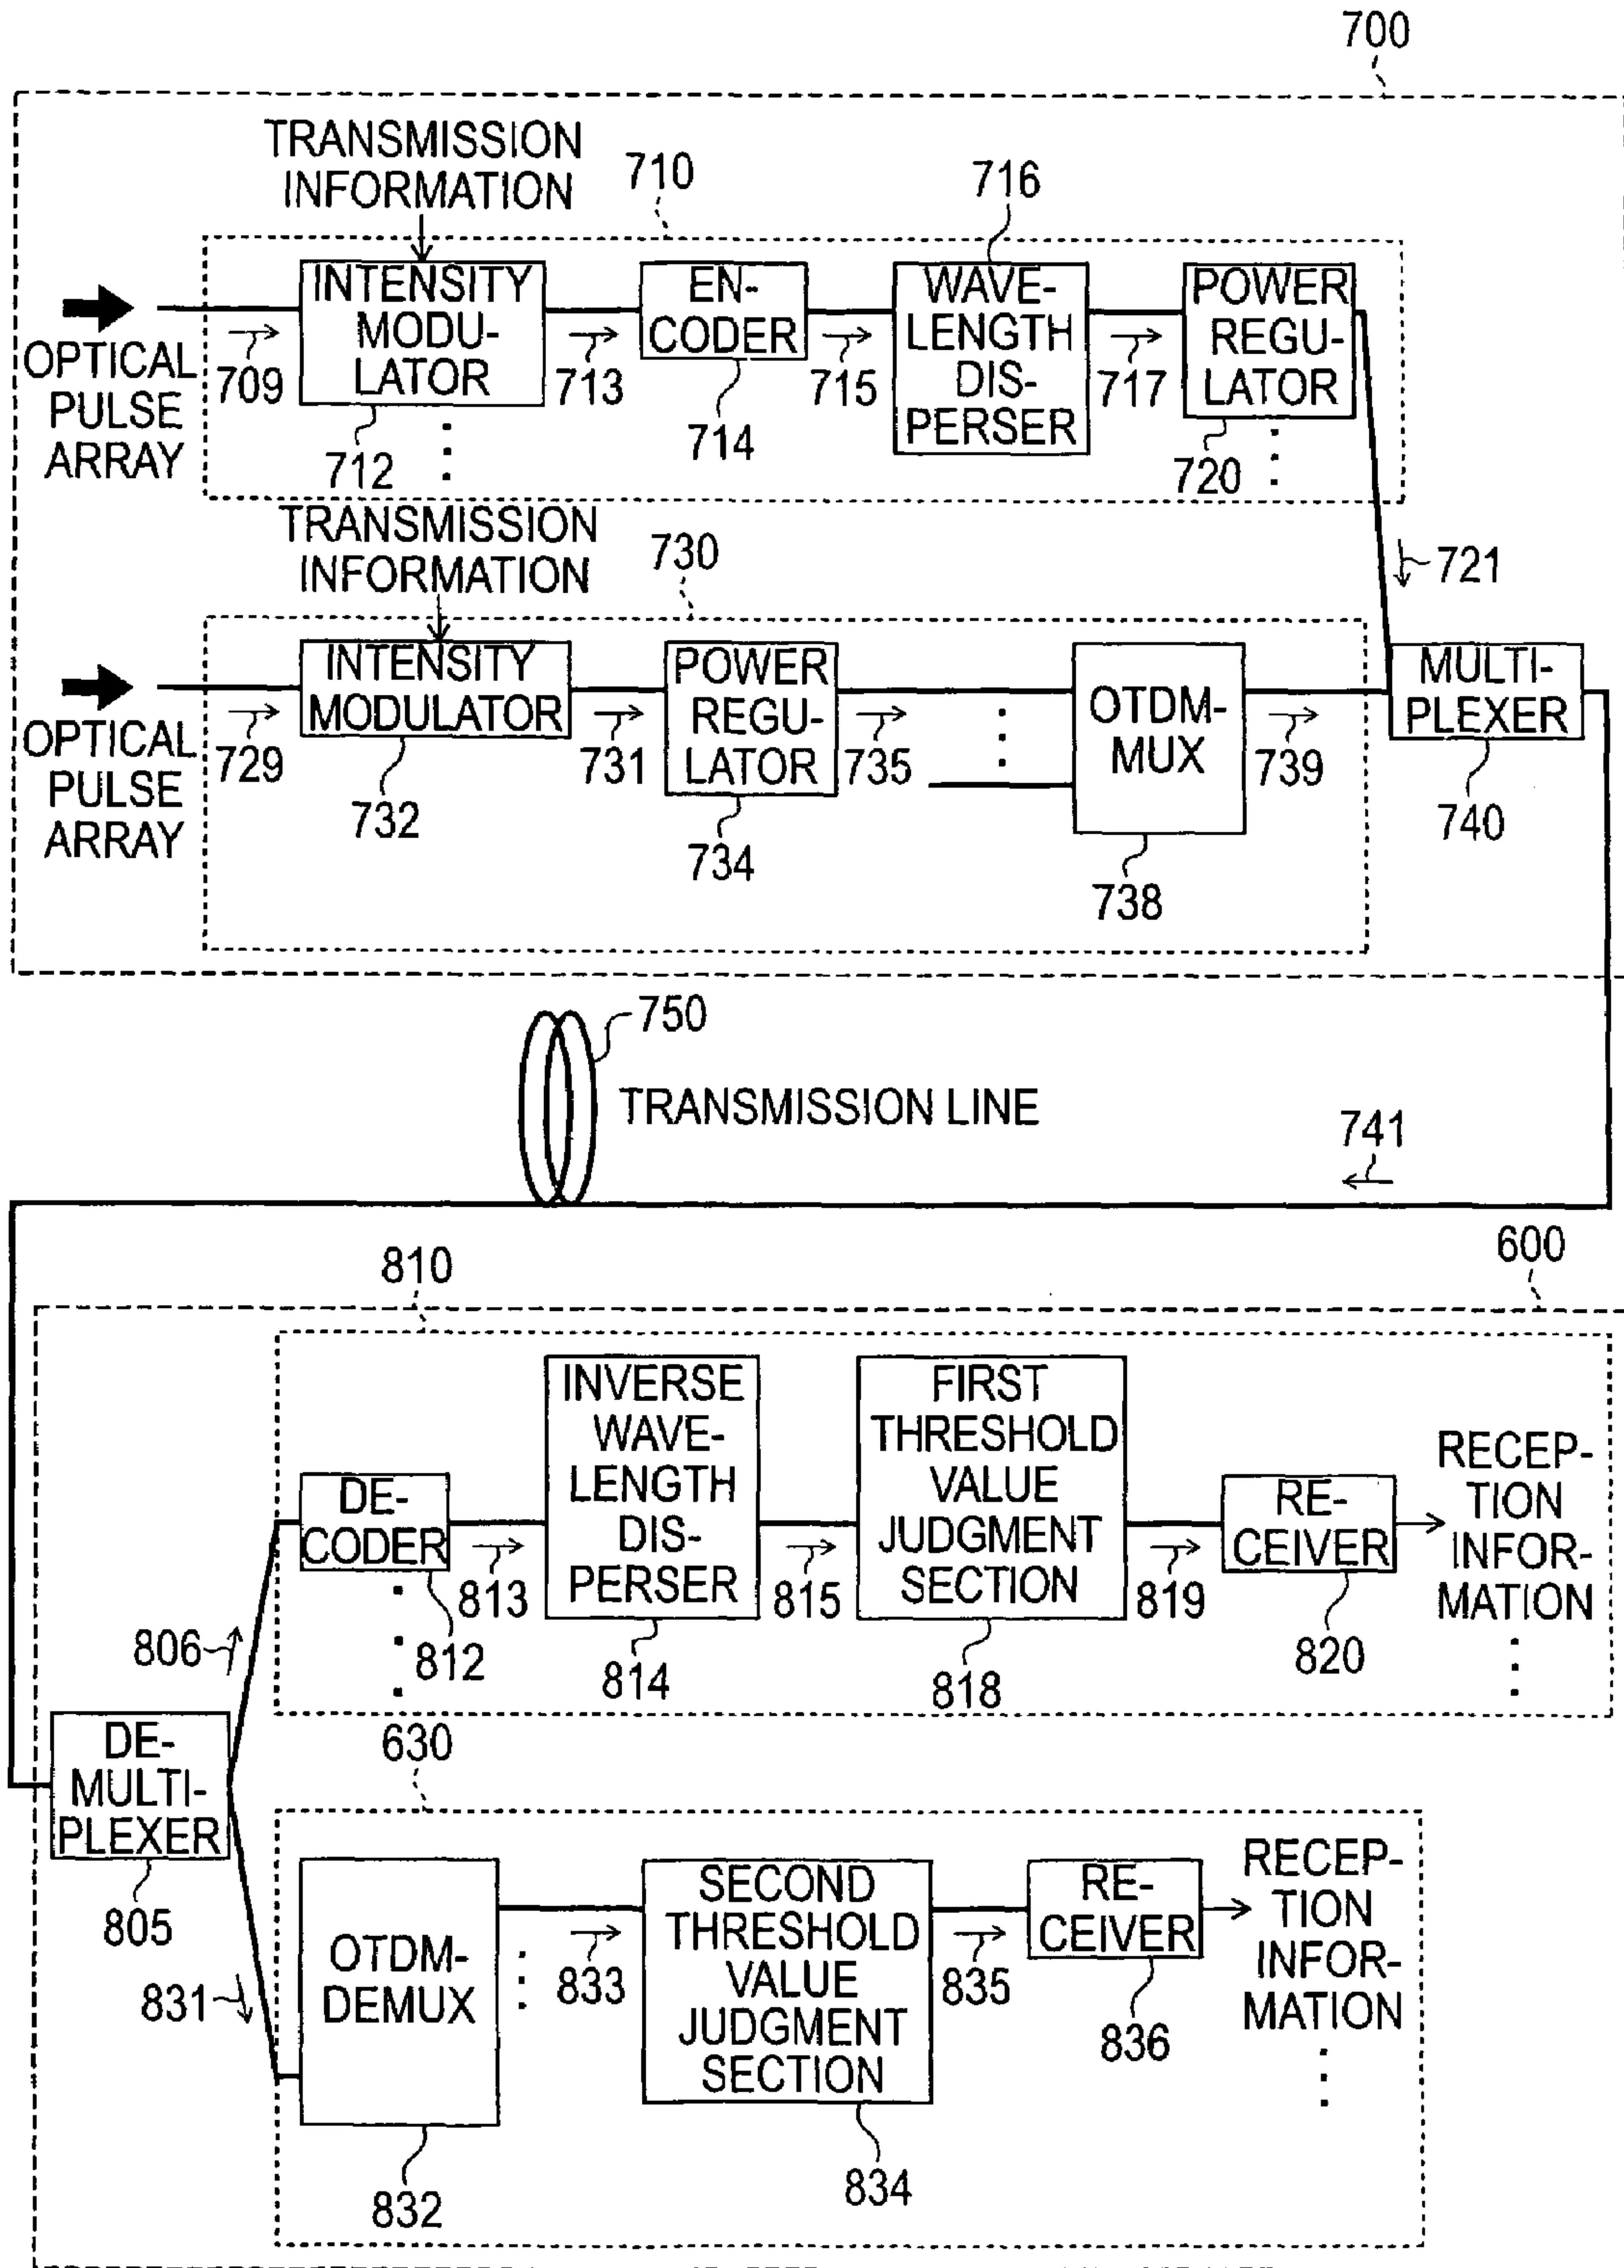 700
TRANSMISSION
INFORMATION
710
716
INTENSITY
MODU-
LATOR
EN-
CODER
WAVE-
LENGTH
DIS-
PERSER
POWER
REGU-
LATOR
OPTICAL
PULSE
ARRAY
709
713
715
717
712
714
720
TRANSMISSION
INFORMATION
730
721
INTENSITY
MODULATOR
POWER
REGU-
LATOR
OTDM-
MUX
MULTI-
PLEXER
OPTICAL
PULSE
ARRAY
729
731
735
739
732
734
738
740
750
TRANSMISSION LINE
741
600
810
INVERSE
WAVE-
LENGTH
DIS-
PERSER
FIRST
THRESHOLD
VALUE
JUDGMENT
SECTION
DE-
CODER
RE-
CEIVER
RECEP-
TION
INFOR-
MATION
813
815
819
806
812
814
818
820
630
DE-
MULTI-
PLEXER
805
OTDM-
DEMUX
SECOND
THRESHOLD
VALUE
JUDGMENT
SECTION
RE-
CEIVER
RECEP-
TION
INFOR-
MATION
831
833
835
836
832
834